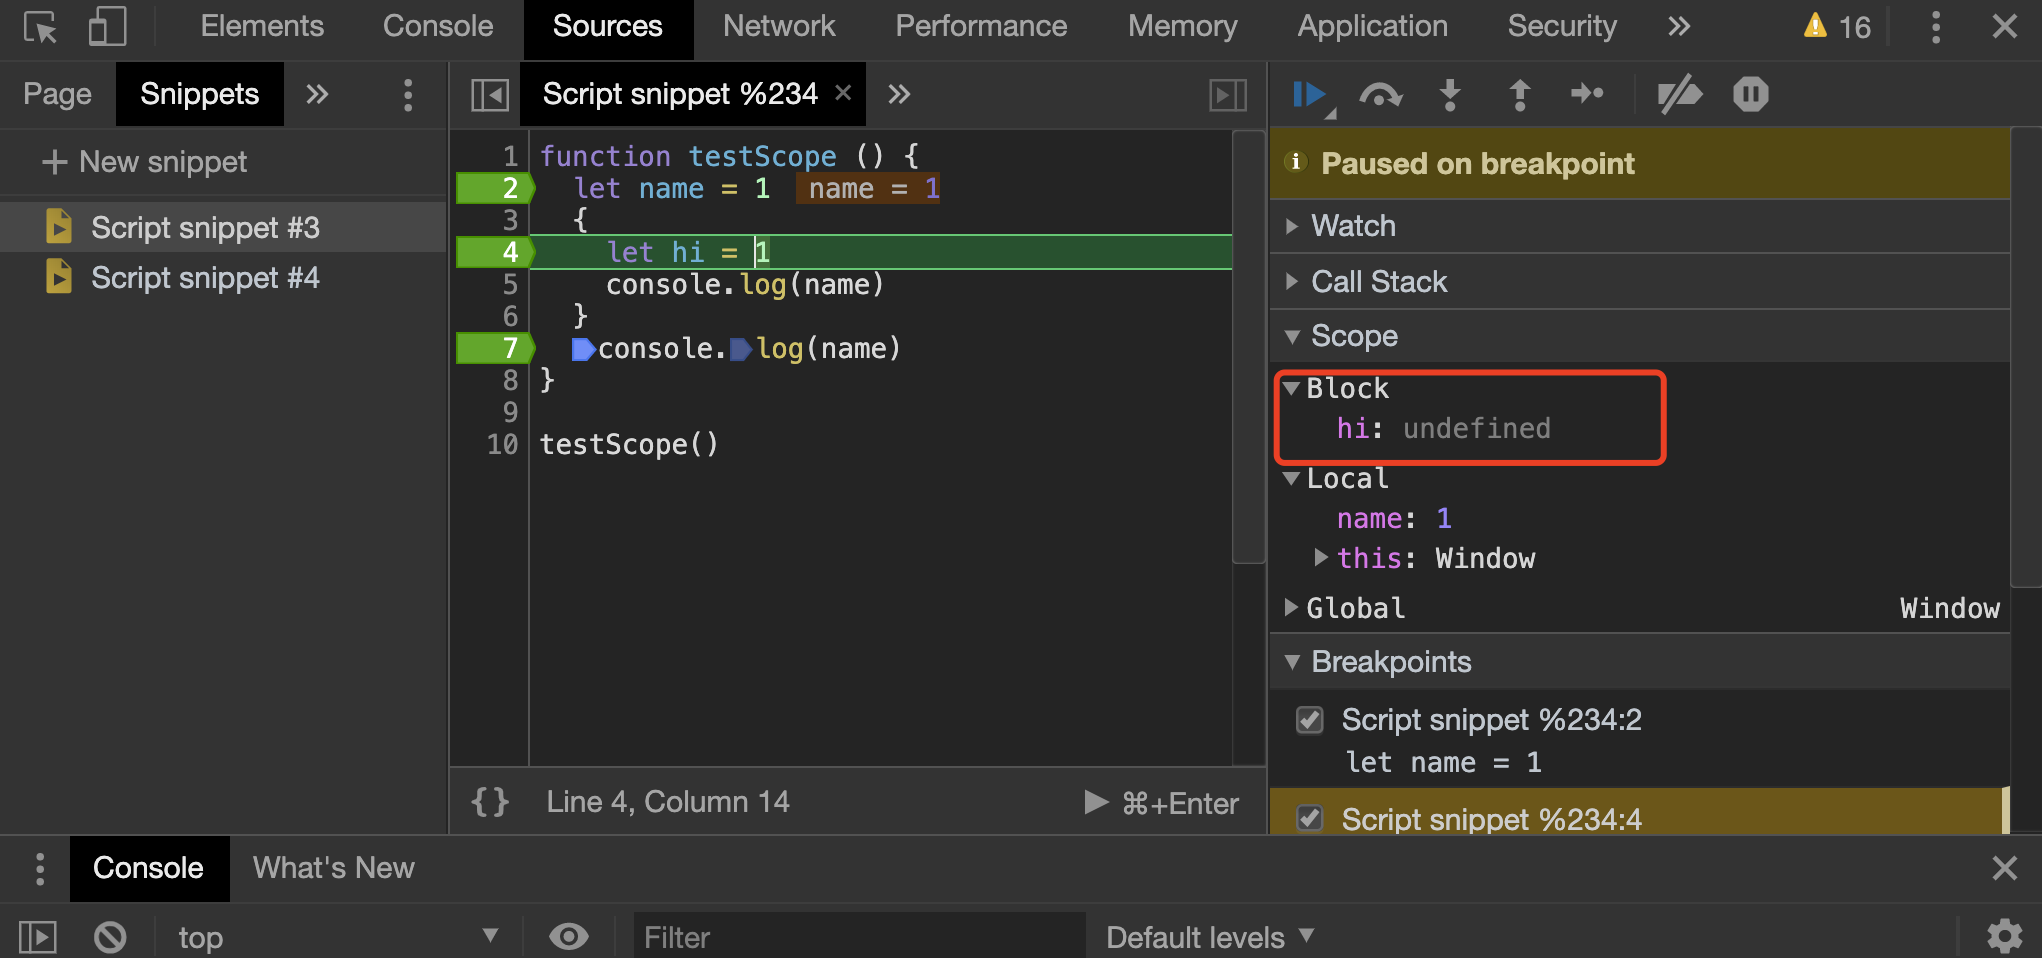 Elements Console Sources Network Performance Memory Application Security » 16
Page Snippets »
Script snippet %234 × »
New snippet
Script snippet #3
Script snippet #4
1 function testScope () {
2 let name = 1 name = 1
3 {
4 let hi = 1
5 console.log(name)
6 }
7 console.log(name)
8 }
9
10 testScope()
{} Line 4, Column 14 ⌘+Enter
Paused on breakpoint
Watch
Call Stack
Scope
Block
hi: undefined
Local
name: 1
this: Window
Global Window
Breakpoints
Script snippet %234:2
let name = 1
Script snippet %234:4
Console What's New
top Filter Default levels